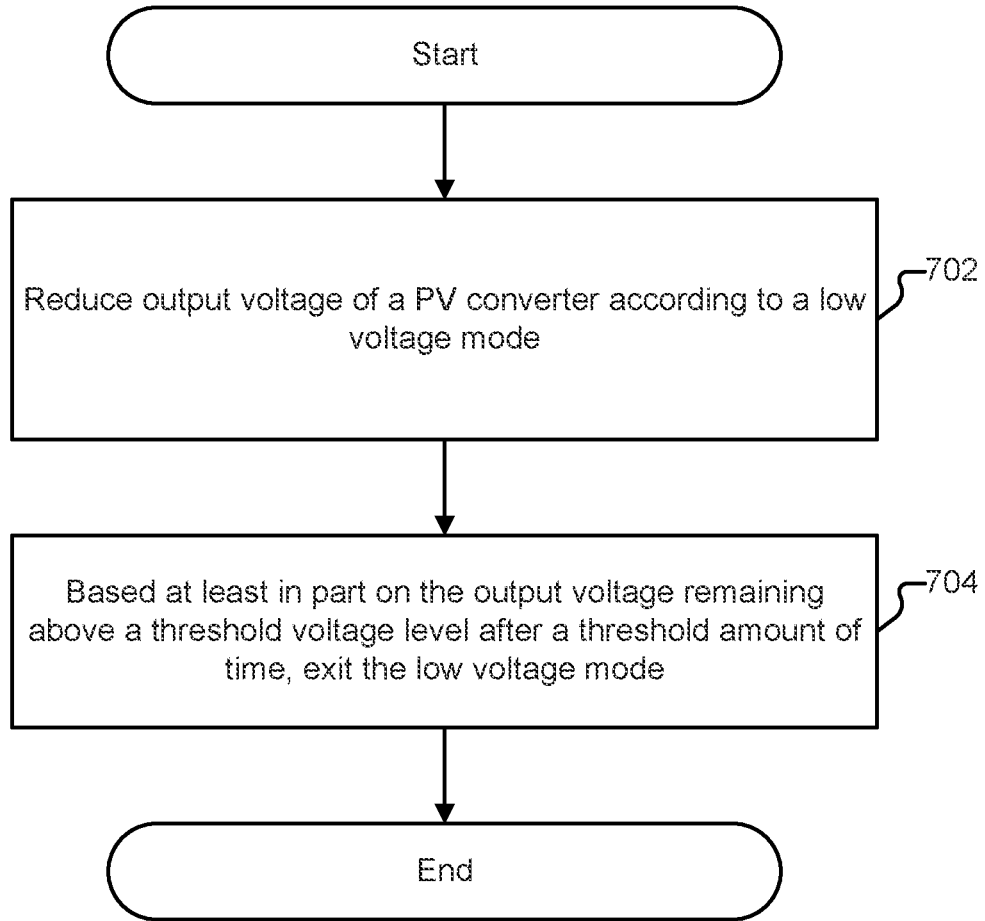 Start
Reduce output voltage of a PV converter according to a low
voltage mode
702
Based at least in part on the output voltage remaining
above a threshold voltage level after a threshold amount of
time, exit the low voltage mode
704
End